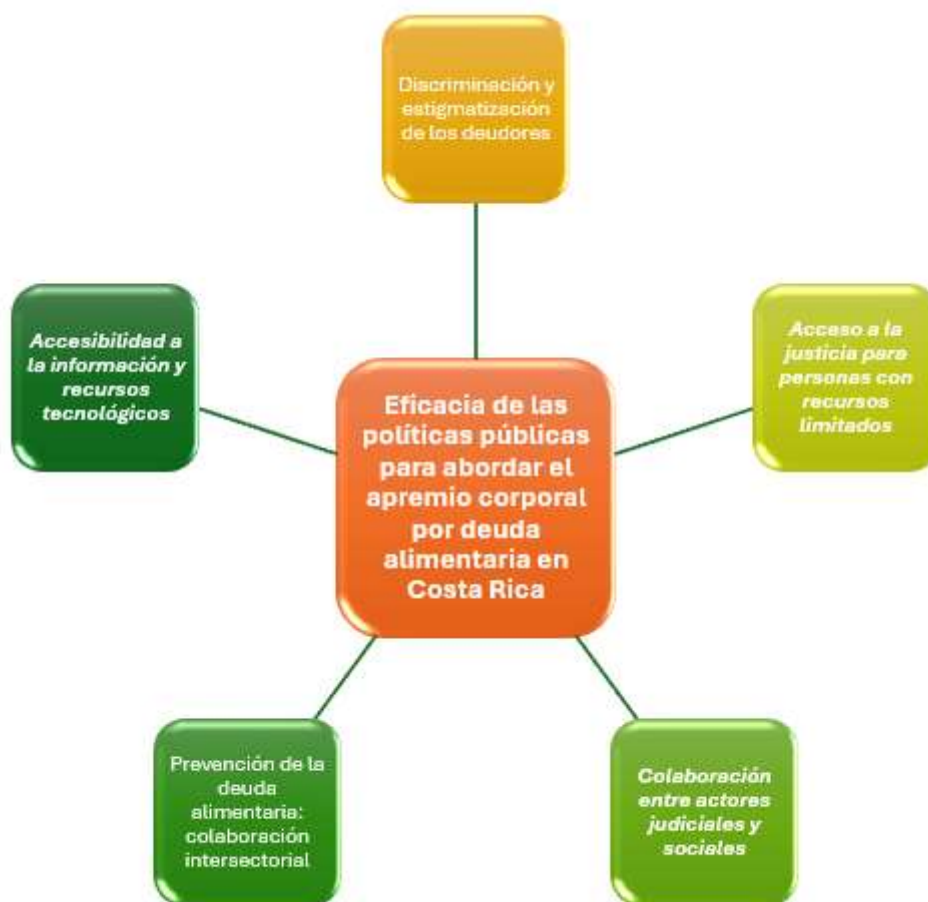 Discriminación y
estigmatización
de los deudores
Accesibilidad a
la información y
recursos
tecnológicos
Acceso a la
justicia para
personas con
recursos
limitados
Eficacia de las
políticas públicas
para abordar el
apremio corporal
por deuda
alimentaria en
Costa Rica
Prevención de la
deuda
alimentaria:
colaboración
intersectorial
Colaboración
entre actores
judiciales y
sociales